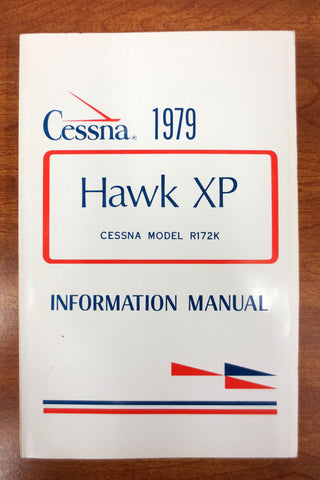 Cessna® 1979
Hawk XP
CESSNA MODEL R172K
INFORMATION MANUAL